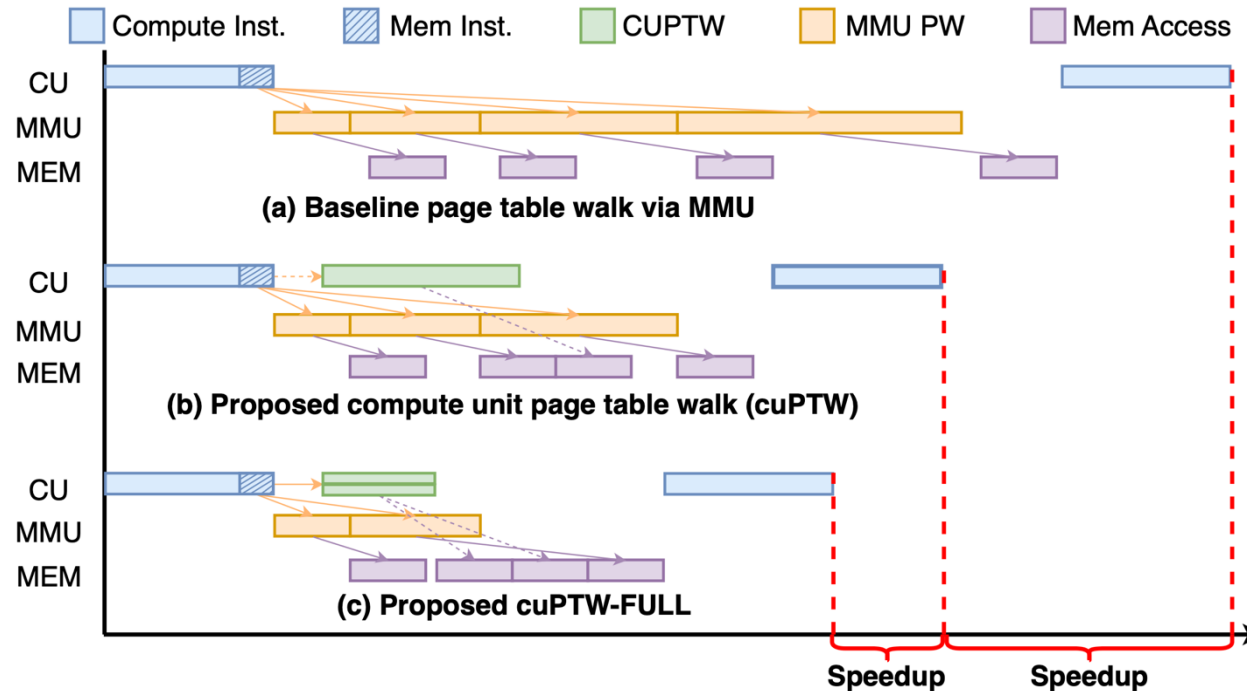 Compute Inst. Mem Inst. CUPTW MMU PW Mem Access
CU
MMU
MEM
(a) Baseline page table walk via MMU
CU
MMU
MEM
(b) Proposed compute unit page table walk (cuPTW)
CU
MMU
MEM
(c) Proposed cuPTW-FULL
Speedup Speedup